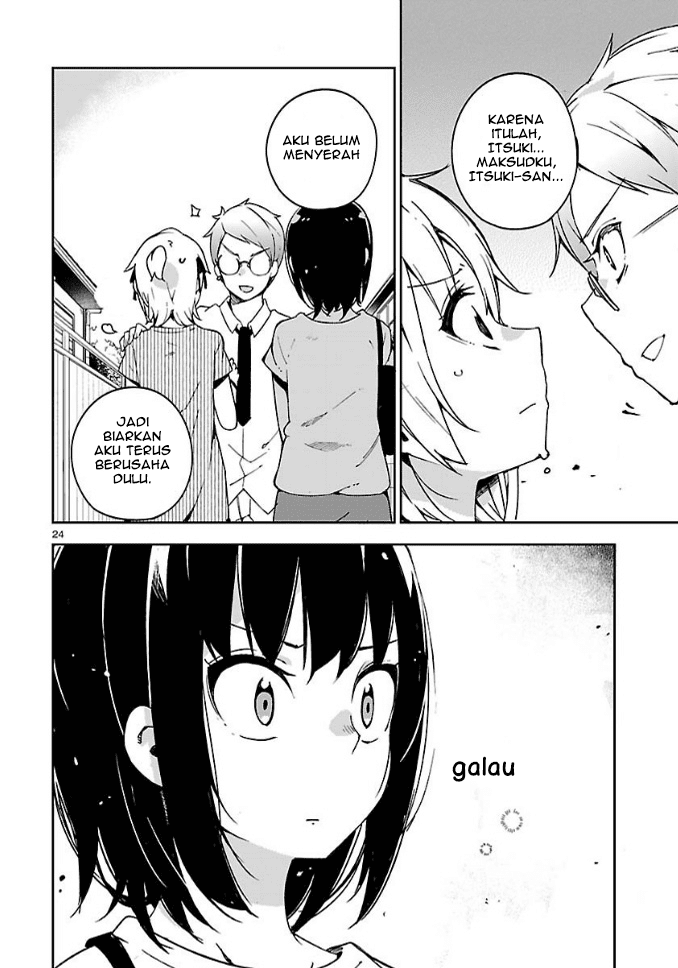 KARENA
ITULAH,
ITSUKI...
MAKSUDKU,
ITSUKI-SAN...
AKU BELUM
MENYERAH
JADI
BIARKAN
AKU TERUS
BERUSAHA
DULU.
24
galau